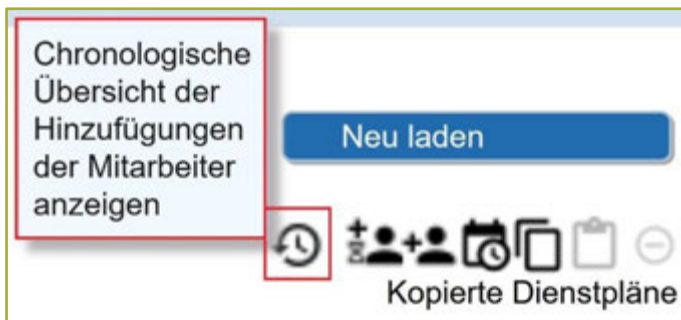 Chronologische
Übersicht der
Hinzufügungen
der Mitarbeiter
anzeigen
Neu laden
Kopierte Dienstpläne